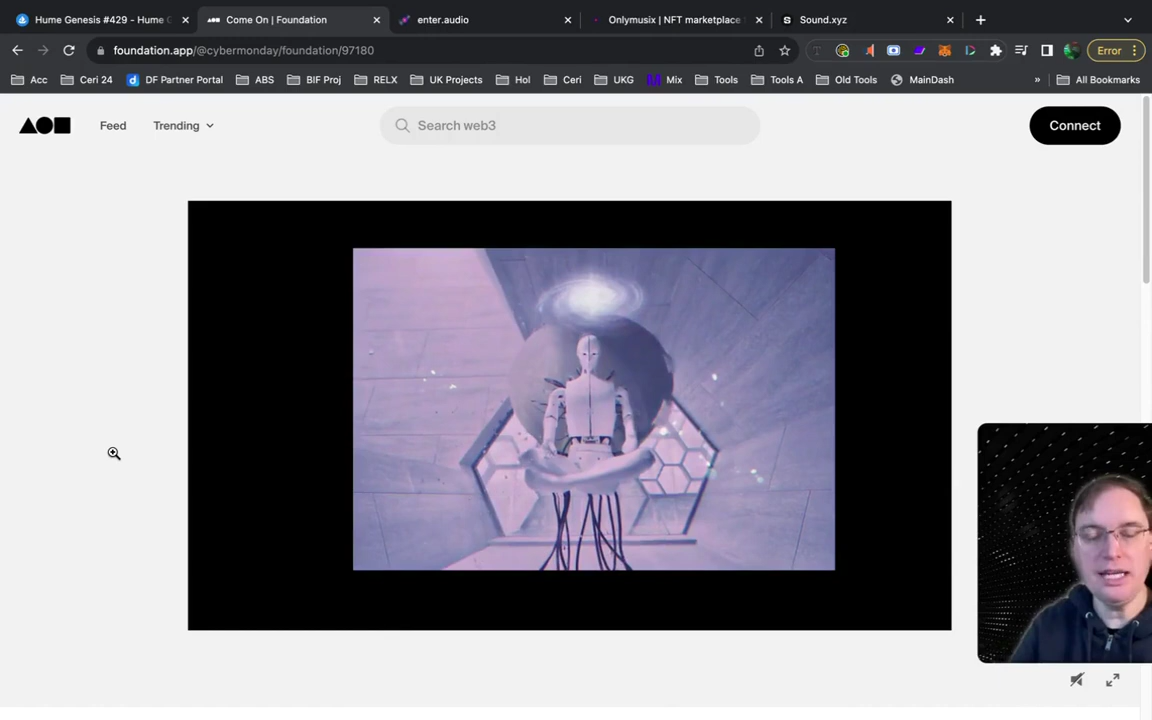 Hume Genesis #429 - Hume G
Come On | Foundation
enter.audio
Onlymusix | NFT marketplace
Sound.xyz
foundation.app/@cybermonday/foundation/97180
Error
Acc
Ceri 24
DF Partner Portal
ABS
BIF Proj
RELX
UK Projects
Hol
Ceri
UKG
Mix
Tools
Tools A
Old Tools
MainDash
»
All Bookmarks
Feed
Trending
Search web3
Connect